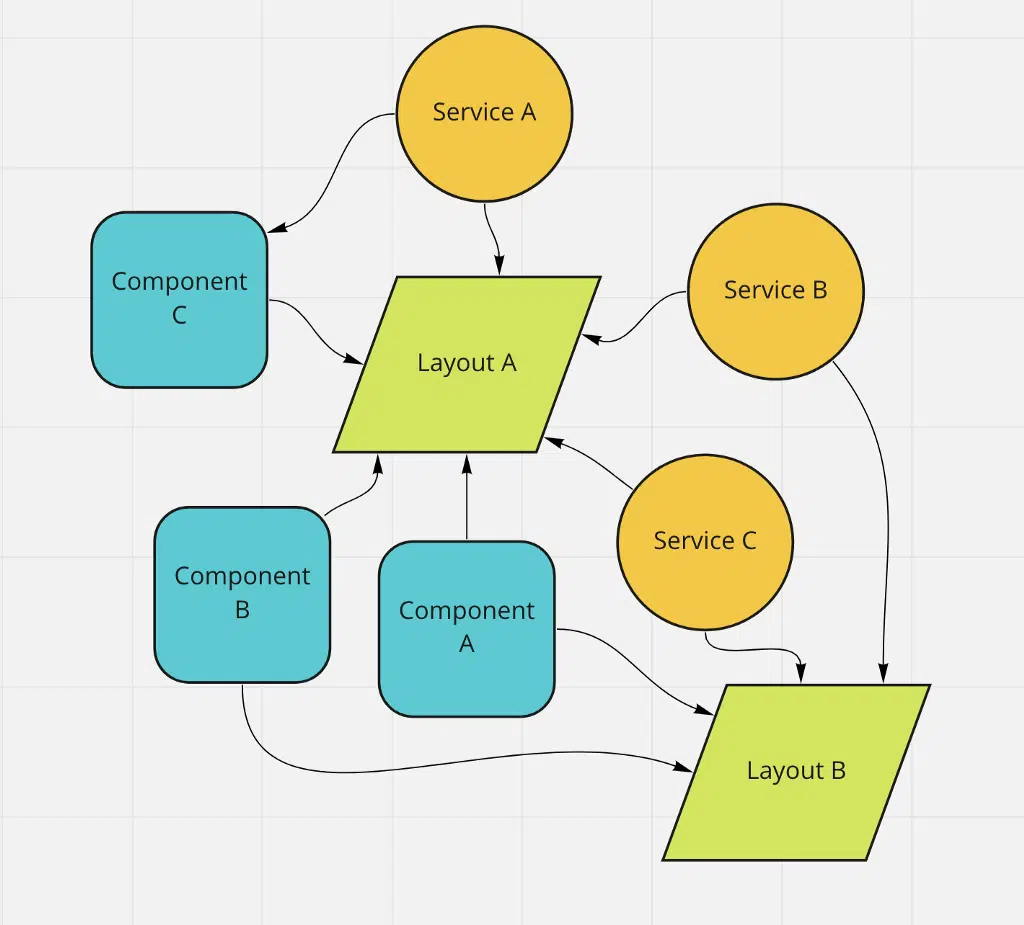 Service A
Component
C
Service B
Layout A
Service C
Component
B
Component
A
Layout B